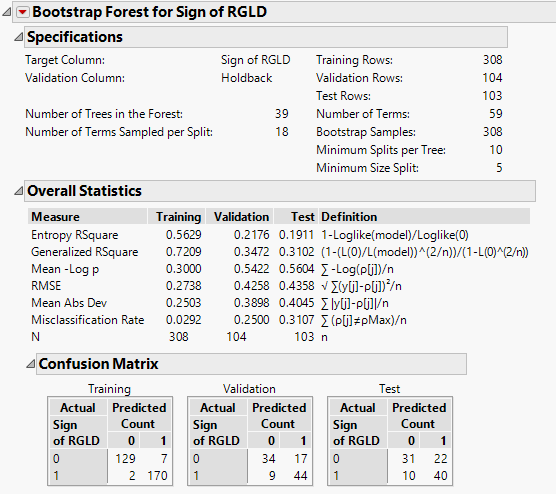 Bootstrap Forest for Sign of RGLD
Specifications
Target Column: Sign of RGLD Training Rows: 308
Validation Column: Holdback Validation Rows: 104
Test Rows: 103
Number of Trees in the Forest: 39 Number of Terms: 59
Number of Terms Sampled per Split: 18 Bootstrap Samples: 308
Minimum Splits per Tree: 10
Minimum Size Split: 5
Overall Statistics
Measure Training Validation Test Definition
Entropy RSquare 0.5629 0.2176 0.1911 1-Loglike(model)/Loglike(0)
Generalized RSquare 0.7209 0.3472 0.3102 (1-(L(0)/L(model))^(2/n))/(1-L(0)^(2/n))
Mean -Log p 0.3000 0.5422 0.5604 ∑ -Log(ρ[j])/n
RMSE 0.2738 0.4258 0.4358 √ ∑(y[j]-ρ[j])²/n
Mean Abs Dev 0.2503 0.3898 0.4045 ∑ |y[j]-ρ[j]|/n
Misclassification Rate 0.0292 0.2500 0.3107 ∑ (ρ[j]≠ρMax)/n
N 308 104 103 n
Confusion Matrix
Training Validation Test
Actual Predicted Actual Predicted Actual Predicted
Sign Count Sign Count Sign Count
of RGLD 0 1 of RGLD 0 1 of RGLD 0 1
0 129 7 0 34 17 0 31 22
1 2 170 1 9 44 1 10 40